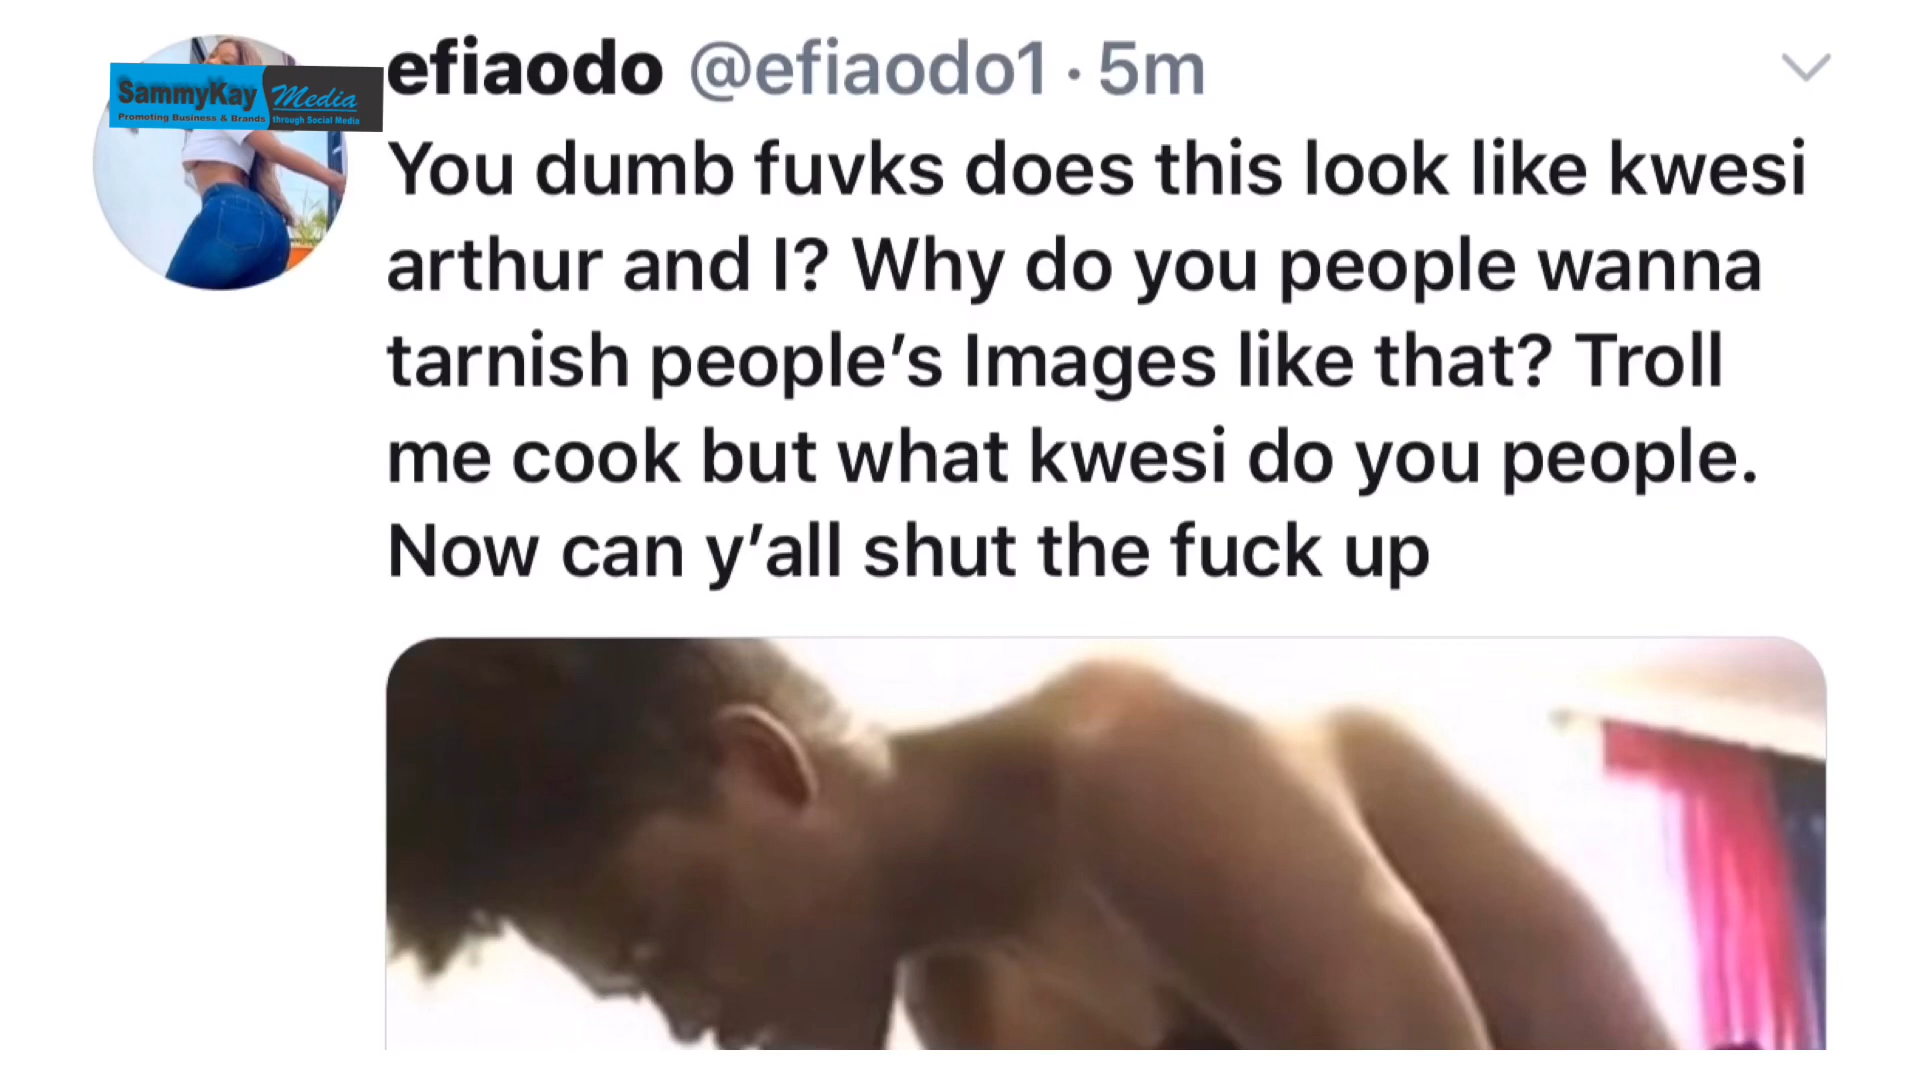 efiaodo @efiaodo1 · 5m
SammyKay Media
Promoting Business & Brands through Social Media
You dumb fuvks does this look like kwesi
arthur and I? Why do you people wanna
tarnish people’s Images like that? Troll
me cook but what kwesi do you people.
Now can y’all shut the fuck up